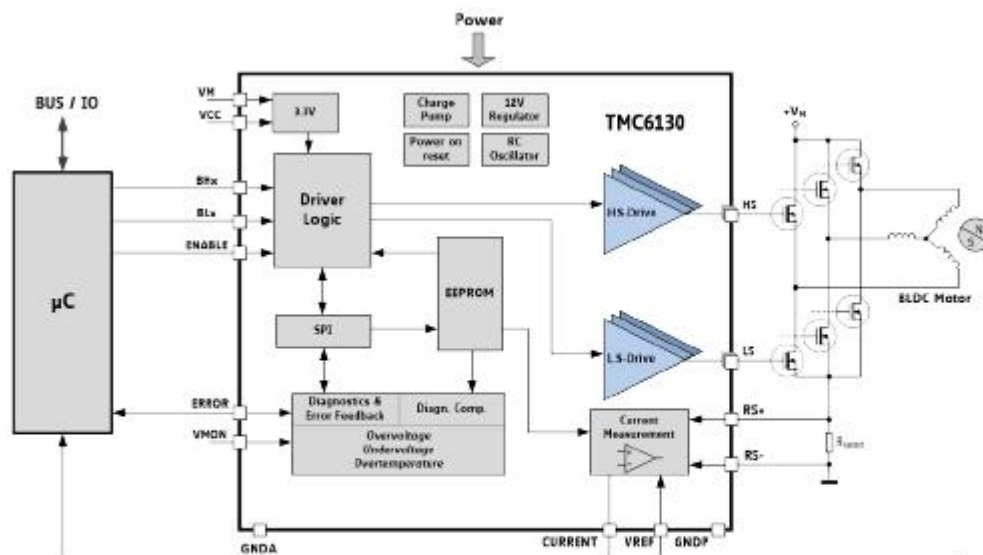 Power
BUS / IO
µC
VM
VCC
BHx
BLx
ENABLE
ERROR
VMON
3.3V
Charge
Pump
12V
Regulator
Power on
reset
RC
Oscillator
TMC6130
Driver
Logic
EEPROM
SPI
Diagnostics &
Error Feedback
Diagn. Comp.
Overvoltage
Undervoltage
Overtemperature
HS-Drive
LS-Drive
Current
Measurement
HS
LS
RS+
RS-
+VM
N
S
BLDC Motor
GNDA
CURRENT
VREF
GNDP